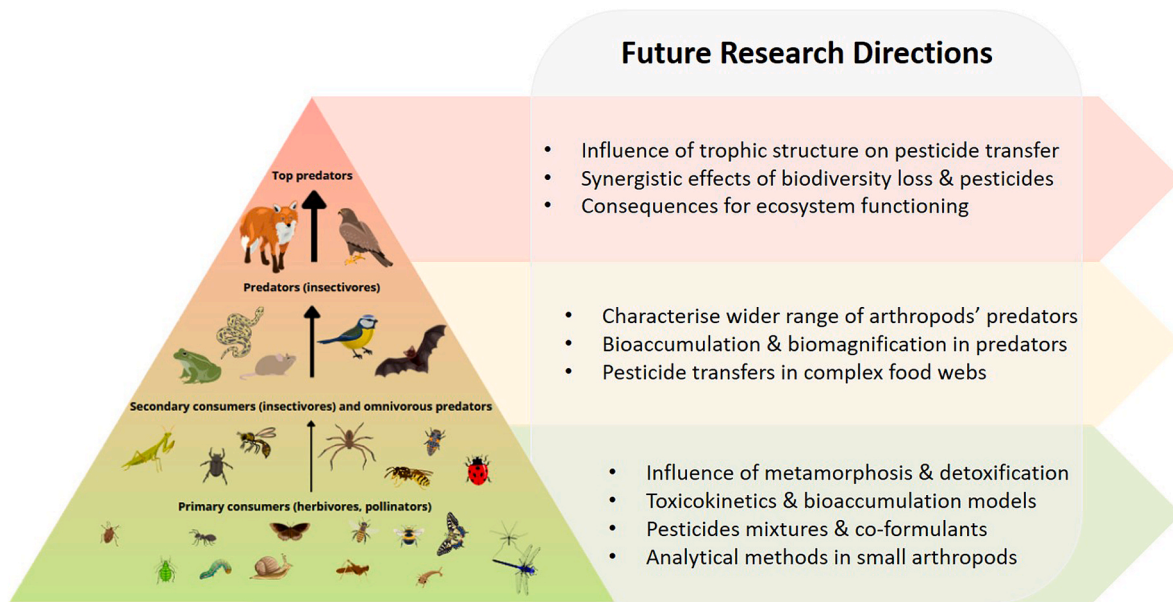 Future Research Directions
Top predators
• Influence of trophic structure on pesticide transfer
• Synergistic effects of biodiversity loss & pesticides
• Consequences for ecosystem functioning
Predators (insectivores)
• Characterise wider range of arthropods' predators
• Bioaccumulation & biomagnification in predators
• Pesticide transfers in complex food webs
Secondary consumers (insectivores) and omnivorous predators
Primary consumers (herbivores, pollinators)
• Influence of metamorphosis & detoxification
• Toxicokinetics & bioaccumulation models
• Pesticides mixtures & co-formulants
• Analytical methods in small arthropods